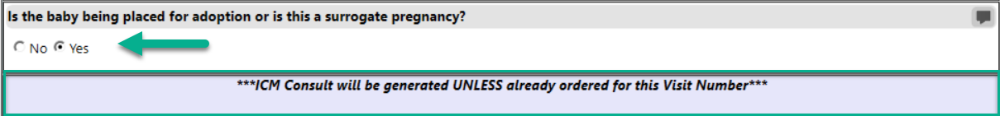 Is the baby being placed for adoption or is this a surrogate pregnancy?
No Yes
***ICM Consult will be generated UNLESS already ordered for this Visit Number***